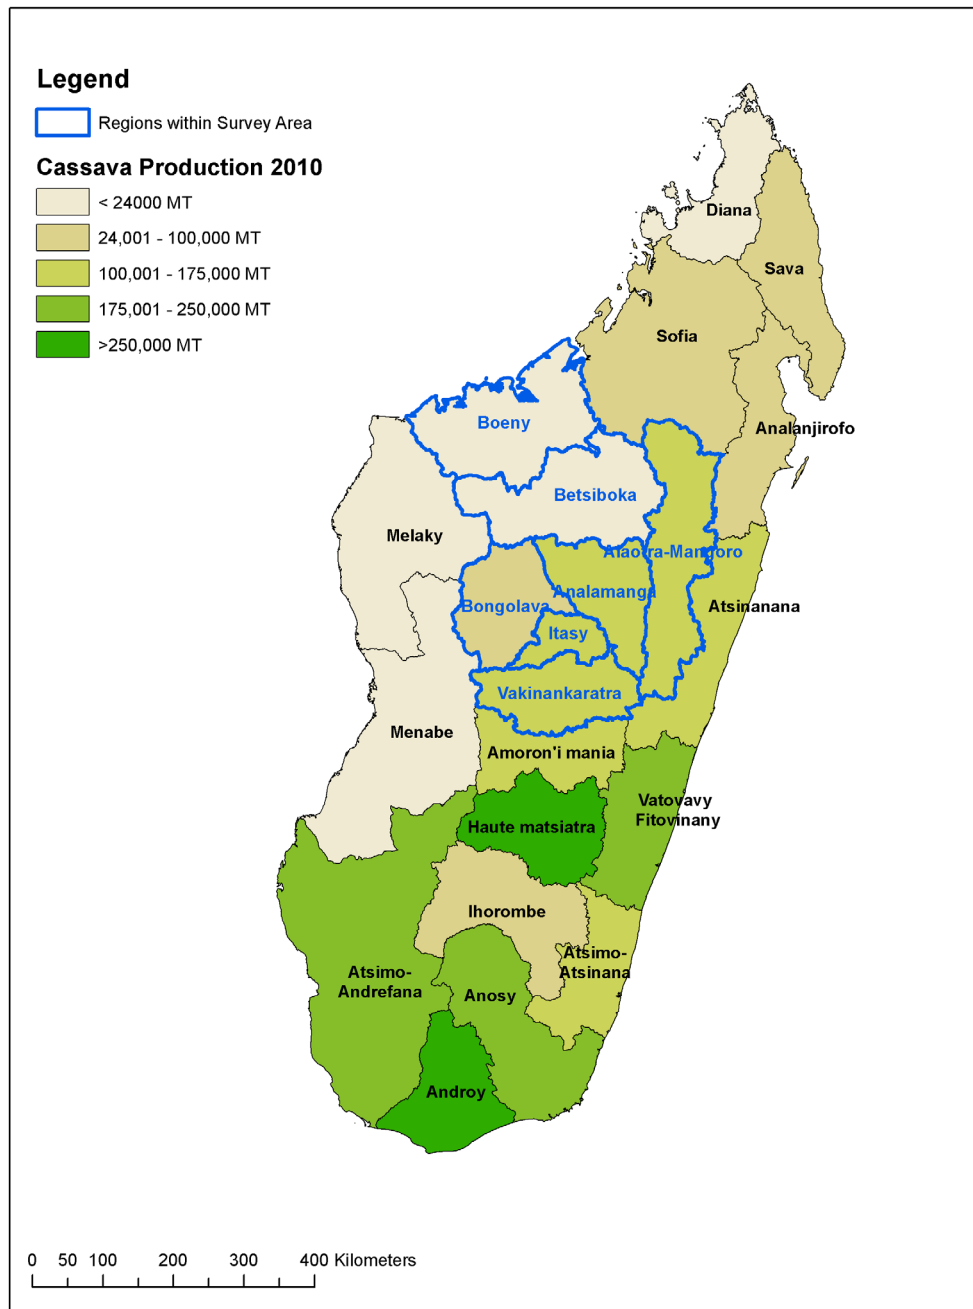 Legend
Regions within Survey Area
Cassava Production 2010
< 24000 MT
24,001 - 100,000 MT
100,001 - 175,000 MT
175,001 - 250,000 MT
>250,000 MT
Diana
Sava
Sofia
Boeny
Analanjirofo
Betsiboka
Melaky
Alaotra-Mangoro
Analamanga
Bongolava
Atsinanana
Itasy
Vakinankaratra
Menabe
Amoron'i mania
Vatovavy
Fitovinany
Haute matsiatra
Ihorombe
Atsimo-
Atsinana
Atsimo-
Andrefana
Anosy
Androy
0 50 100 200 300 400 Kilometers